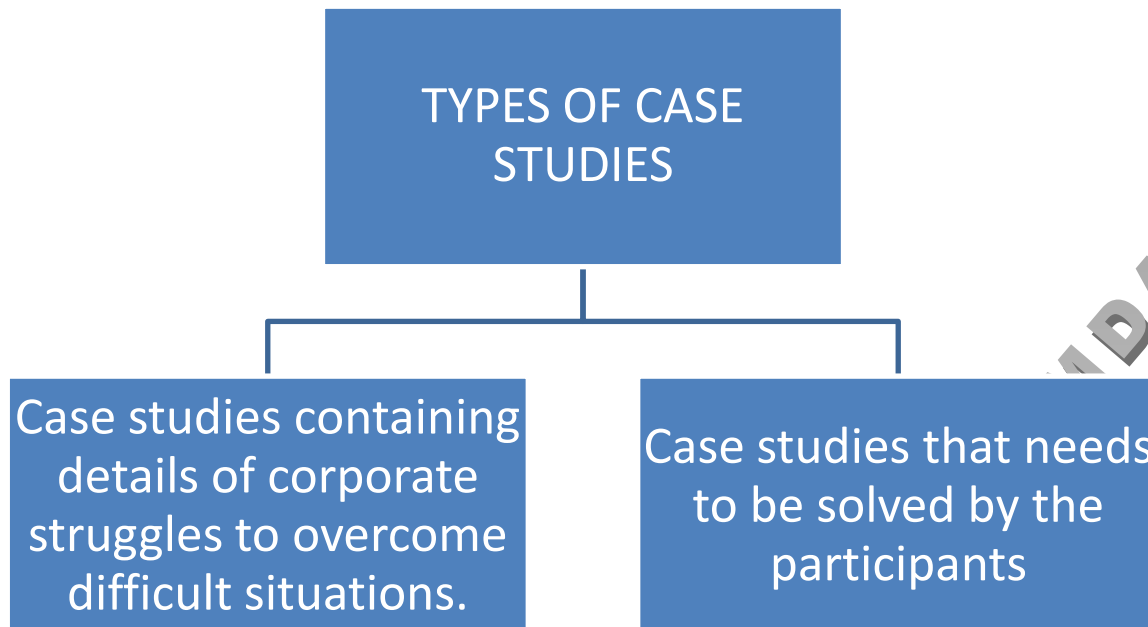 TYPES OF CASE
STUDIES
Case studies containing
details of corporate
struggles to overcome
difficult situations.
Case studies that needs
to be solved by the
participants